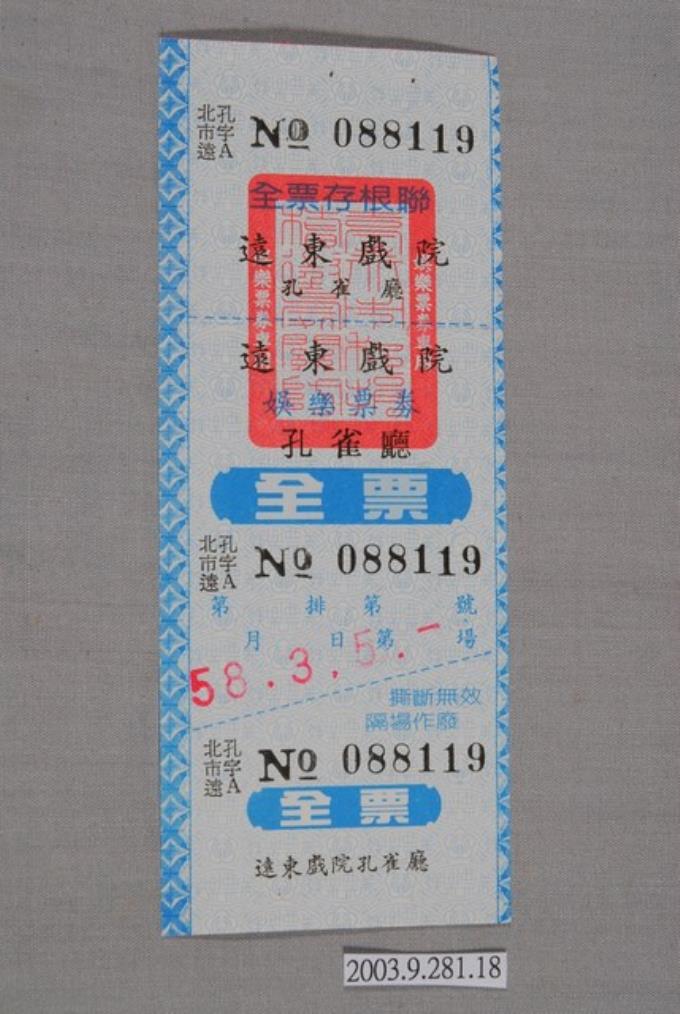 北市遠 孔字A No 088119
全票存根聯
遠東戲院
孔雀廳
遠東戲院
娛樂票券
孔雀廳
全票
北市遠 孔字A No 088119
第 排 第 號
月 日 第 場
58.3.5.一
撕斷無效
隔場作廢
北市遠 孔字A No 088119
全票
遠東戲院孔雀廳
2003.9.281.18